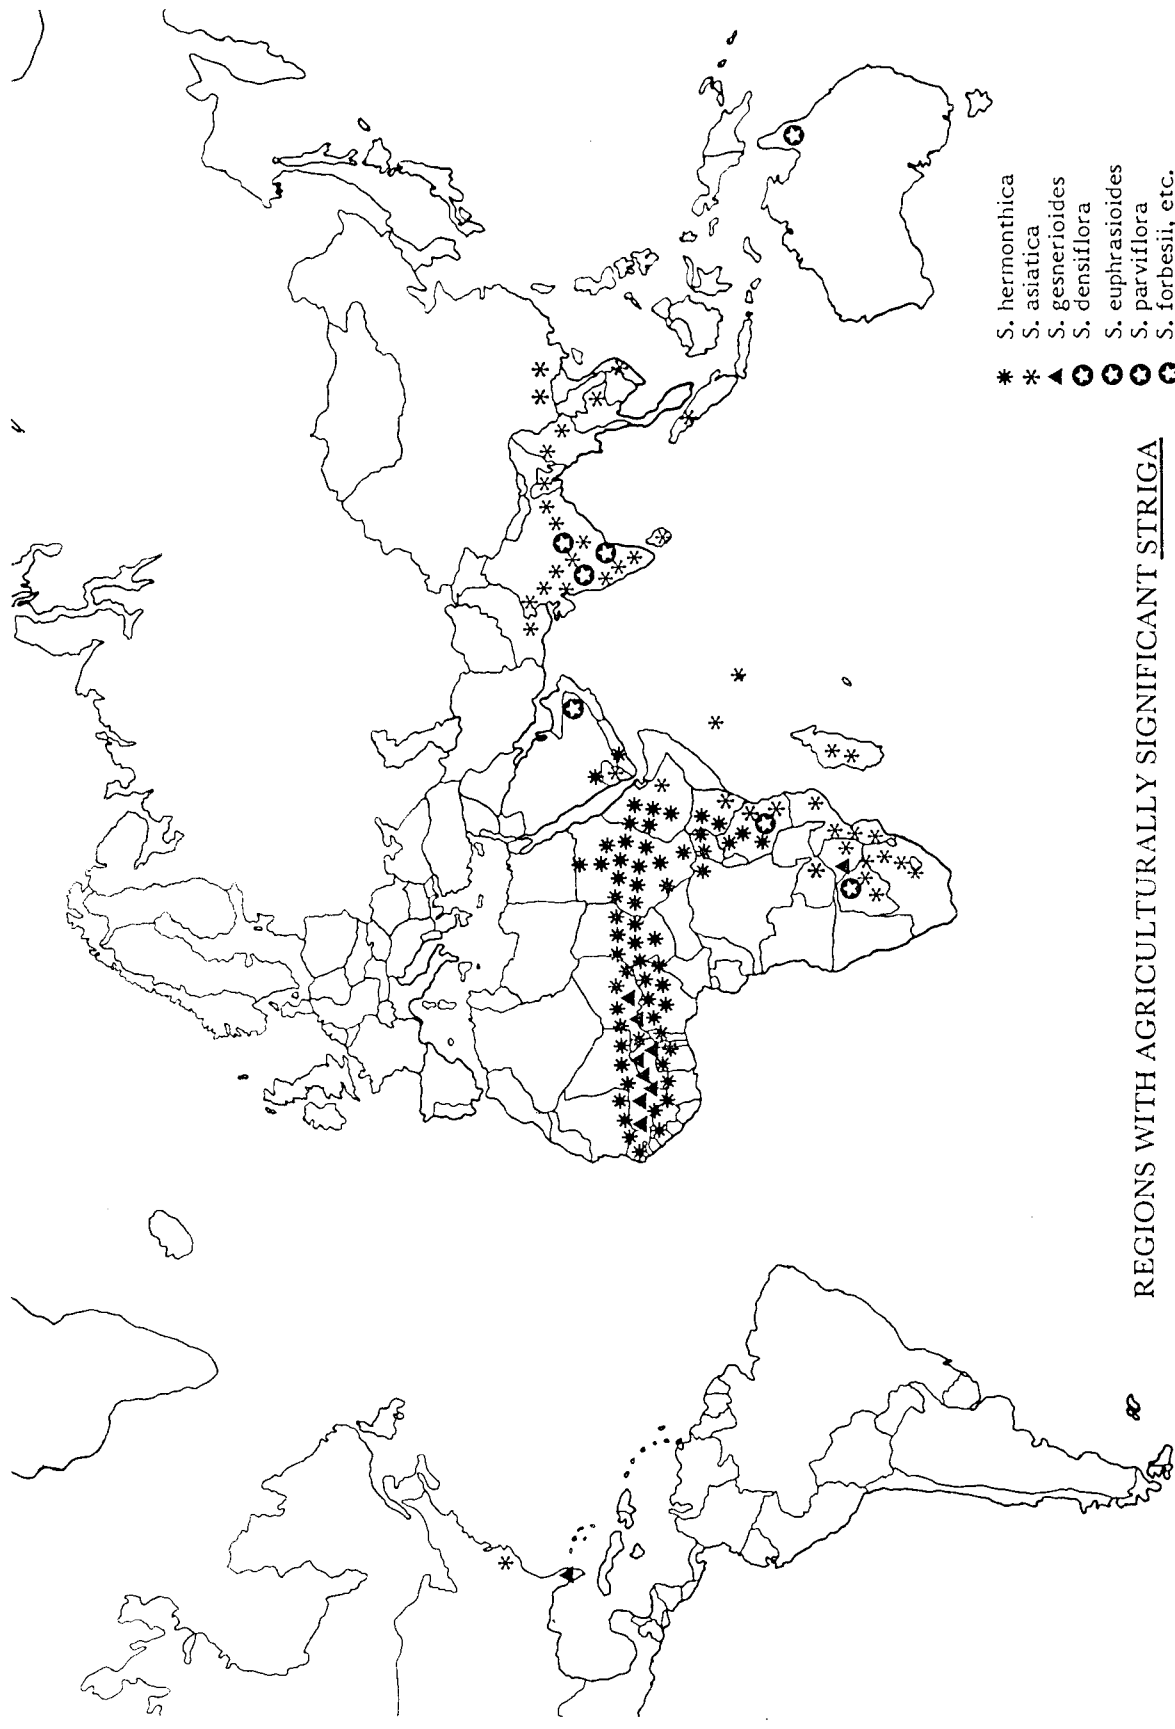 S. hermonthica
S. asiatica
S. gesnerioides
S. densiflora
S. euphrasioides
S. parviflora
S. forbesii, etc.
REGIONS WITH AGRICULTURALLY SIGNIFICANT STRIGA